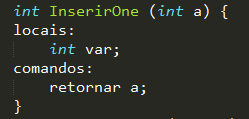 int InserirOne (int a) {
locais:
    int var;
comandos:
    retornar a;
}